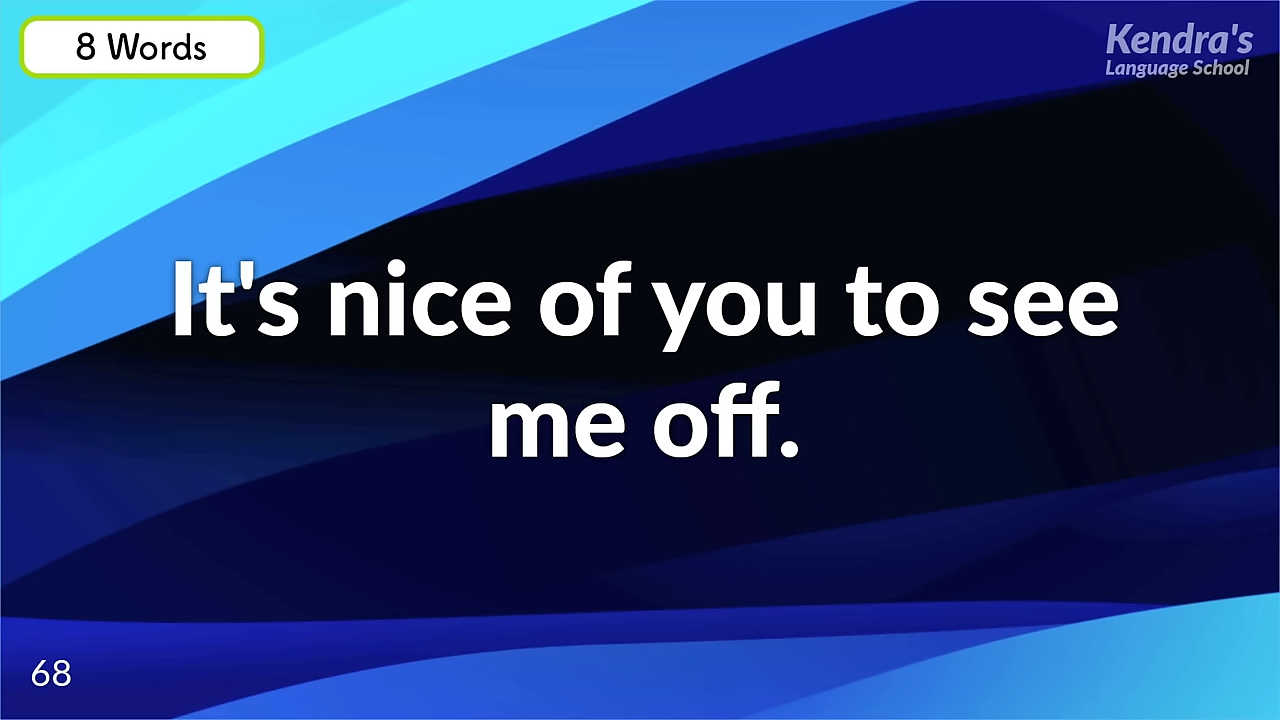 8 Words
Kendra's
Language School
It's nice of you to see
me off.
68